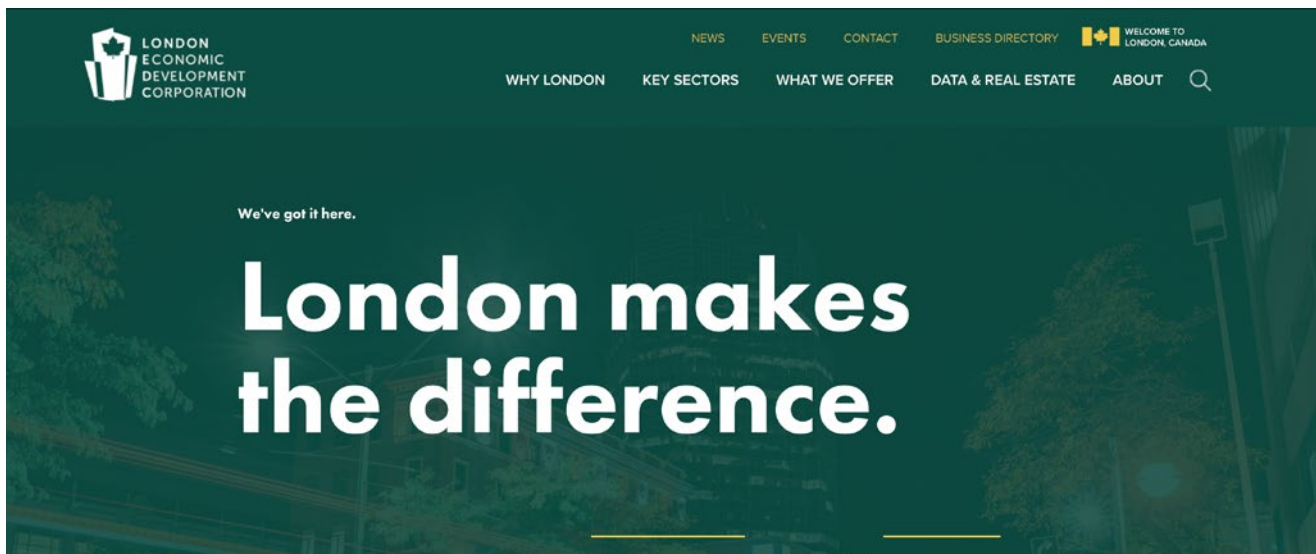 LONDON
ECONOMIC
DEVELOPMENT
CORPORATION
NEWS EVENTS CONTACT BUSINESS DIRECTORY WELCOME TO
LONDON, CANADA
WHY LONDON KEY SECTORS WHAT WE OFFER DATA & REAL ESTATE ABOUT
We've got it here.
London makes
the difference.